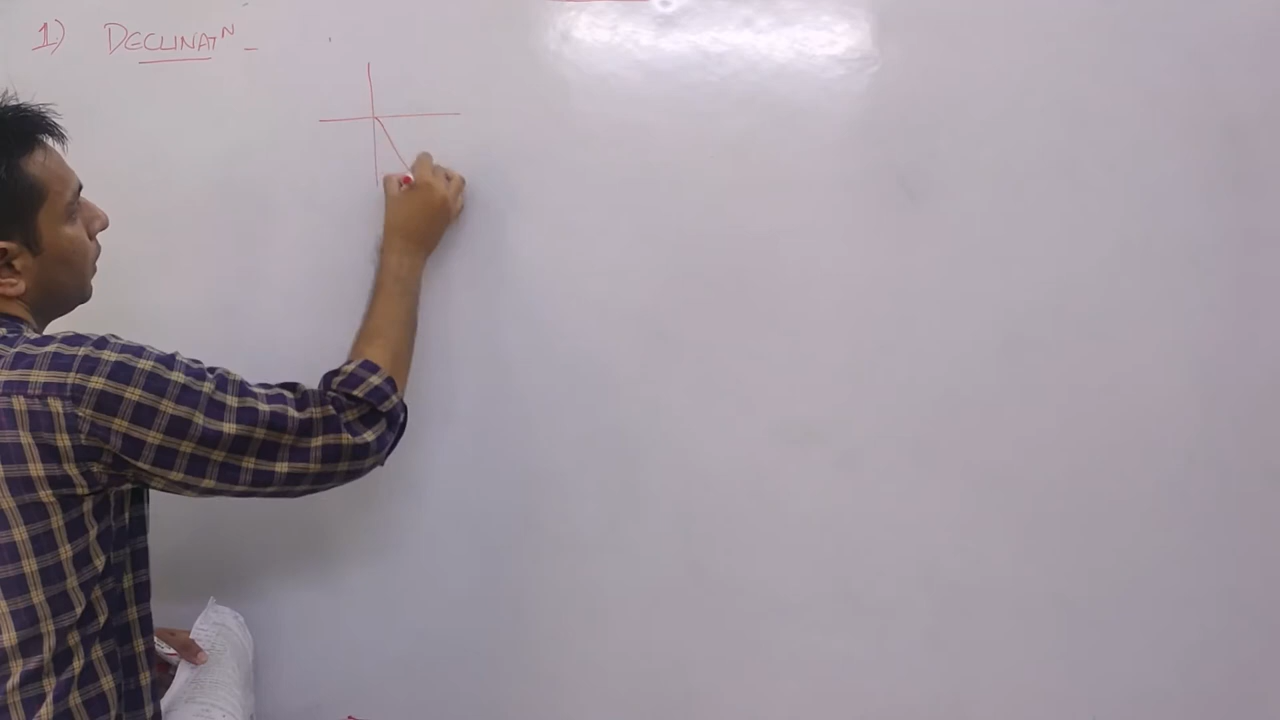 1) DECLINATᴺ -